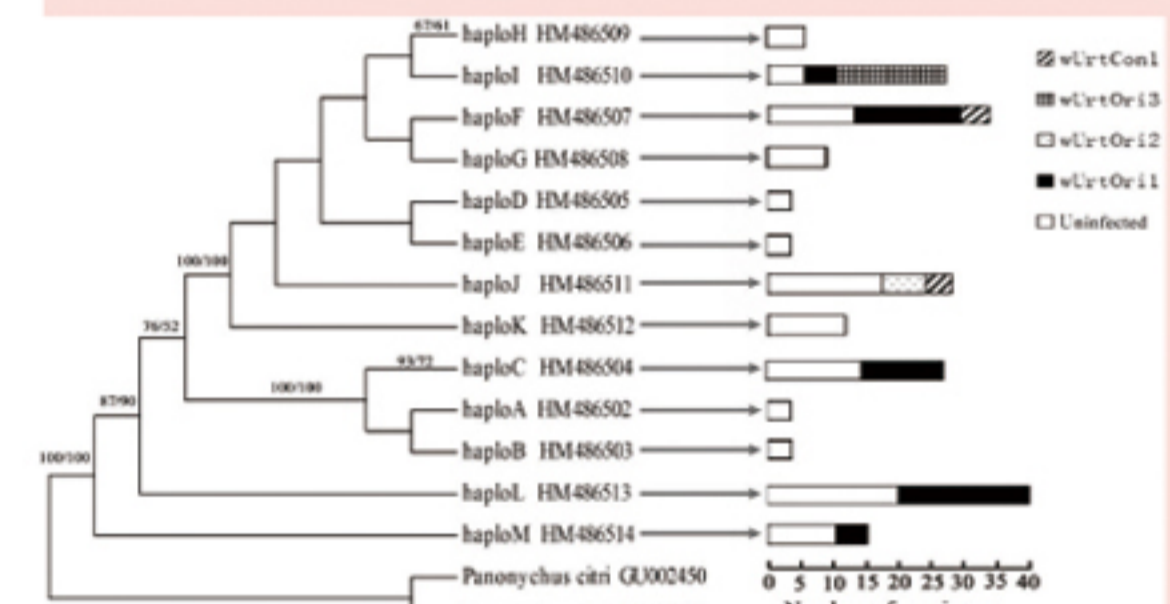 67/61
haploH HM486509
haploI HM486510
haploF HM486507
haploG HM486508
haploD HM486505
haploE HM486506
100/100
haploJ HM486511
haploK HM486512
76/52
93/72
haploC HM486504
100/100
haploA HM486502
87/90
haploB HM486503
100/100
haploL HM486513
haploM HM486514
Panonychus citri GU002450
wUrtCon1
wUrtOri3
wUrtOri2
wUrtOri1
Uninfected
0 5 10 15 20 25 30 35 40